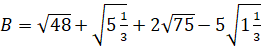 B = √48 + √(5 1/3) + 2√75 − 5√(1 1/3)